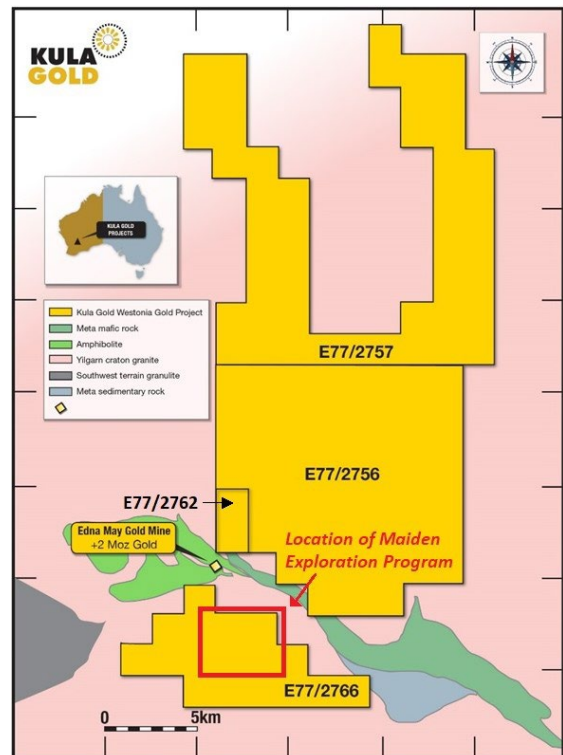 KULA
GOLD
KULA GOLD
PROJECTS
Kula Gold Westonia Gold Project
Meta mafic rock
Amphibolite
Yilgarn craton granite
Southwest terrain granulite
Meta sedimentary rock
E77/2757
E77/2756
E77/2762
Edna May Gold Mine
+2 Moz Gold
Location of Maiden
Exploration Program
E77/2766
0 5km